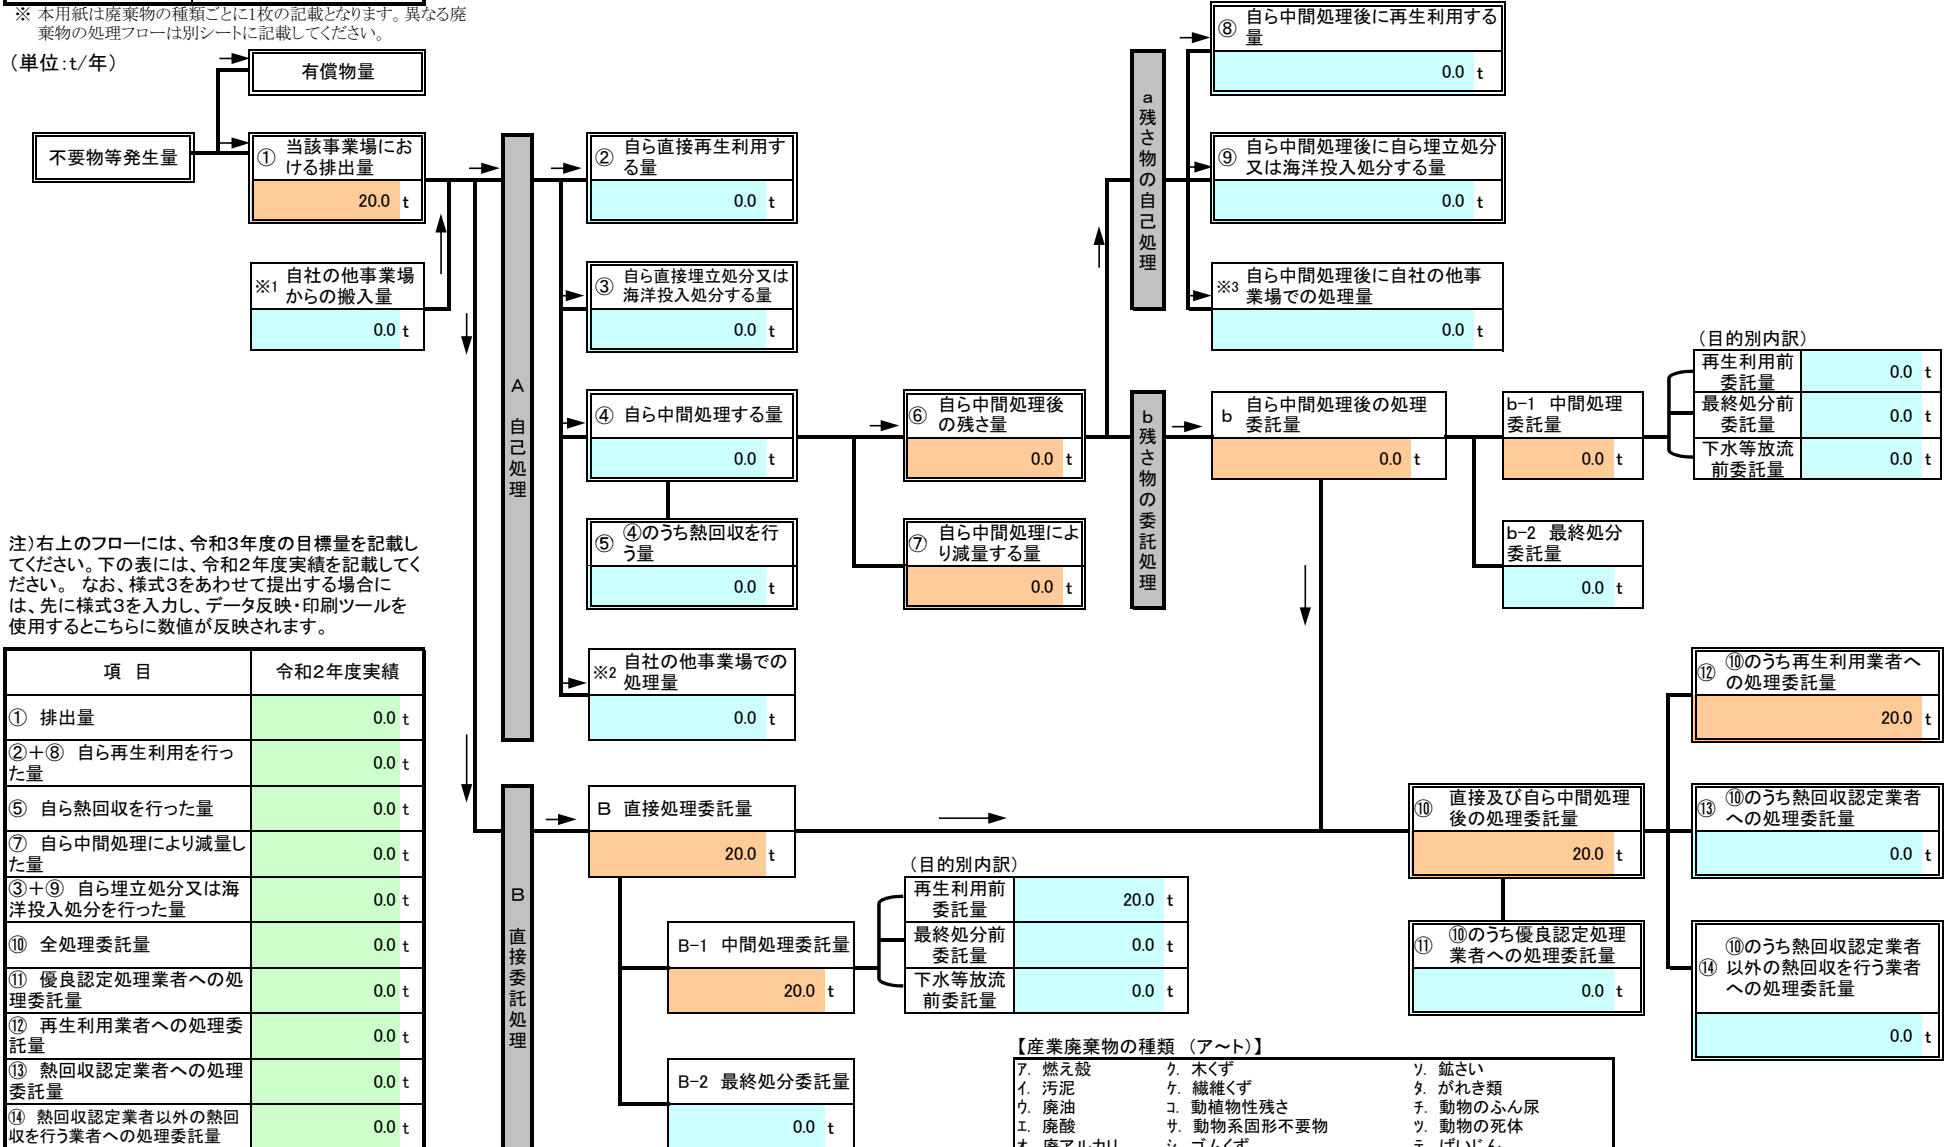 ※ 本用紙は廃棄物の種類ごとに1枚の記載となります。異なる廃
棄物の処理フローは別シートに記載してください。
（単位：t/年）
不要物等発生量
有償物量
① 当該事業場にお
ける排出量
20.0 t
※1 自社の他事業場
からの搬入量
0.0 t
A 自己処理
② 自ら直接再生利用す
る量
0.0 t
③ 自ら直接埋立処分又は
海洋投入処分する量
0.0 t
④ 自ら中間処理する量
0.0 t
⑤ ④のうち熱回収を行
う量
0.0 t
※2 自社の他事業場での
処理量
0.0 t
⑥ 自ら中間処理後
の残さ量
0.0 t
⑦ 自ら中間処理によ
り減量する量
0.0 t
a 残さ物の自己処理
⑧ 自ら中間処理後に再生利用する
量
0.0 t
⑨ 自ら中間処理後に自ら埋立処分
又は海洋投入処分する量
0.0 t
※3 自ら中間処理後に自社の他事
業場での処理量
0.0 t
b 残さ物の委託処理
b 自ら中間処理後の処理
委託量
0.0 t
b-1 中間処理
委託量
0.0 t
b-2 最終処分
委託量
0.0 t
（目的別内訳）
再生利用前
委託量
0.0 t
最終処分前
委託量
0.0 t
下水等放流
前委託量
0.0 t
注）右上のフローには、令和３年度の目標量を記載し
てください。下の表には、令和２年度実績を記載してく
ださい。 なお、様式３をあわせて提出する場合に
は、先に様式３を入力し、データ反映・印刷ツールを
使用するとこちらに数値が反映されます。
項 目 令和２年度実績
① 排出量 0.0 t
②＋⑧ 自ら再生利用を行っ
た量 0.0 t
⑤ 自ら熱回収を行った量 0.0 t
⑦ 自ら中間処理により減量し
た量 0.0 t
③＋⑨ 自ら埋立処分又は海
洋投入処分を行った量 0.0 t
⑩ 全処理委託量 0.0 t
⑪ 優良認定処理業者への処
理委託量 0.0 t
⑫ 再生利用業者への処理委
託量 0.0 t
⑬ 熱回収認定業者への処理
委託量 0.0 t
⑭ 熱回収認定業者以外の熱回
収を行う業者への処理委託量 0.0 t
B 直接委託処理
B 直接処理委託量
20.0 t
B-1 中間処理委託量
20.0 t
B-2 最終処分委託量
0.0 t
（目的別内訳）
再生利用前
委託量
20.0 t
最終処分前
委託量
0.0 t
下水等放流
前委託量
0.0 t
⑩ 直接及び自ら中間処理
後の処理委託量
20.0 t
⑪ ⑩のうち優良認定処理
業者への処理委託量
0.0 t
⑫ ⑩のうち再生利用業者へ
の処理委託量
20.0 t
⑬ ⑩のうち熱回収認定業者
への処理委託量
0.0 t
⑭ ⑩のうち熱回収認定業者
以外の熱回収を行う業者
への処理委託量
0.0 t
【産業廃棄物の種類 （ア～ト）】
ア. 燃え殻 ク. 木くず ソ. 鉱さい
イ. 汚泥 ケ. 繊維くず タ. がれき類
ウ. 廃油 コ. 動植物性残さ チ. 動物のふん尿
エ. 廃酸 サ. 動物系固形不要物 ツ. 動物の死体
オ. 廃アルカリ シ. ゴムくず テ. ばいじん